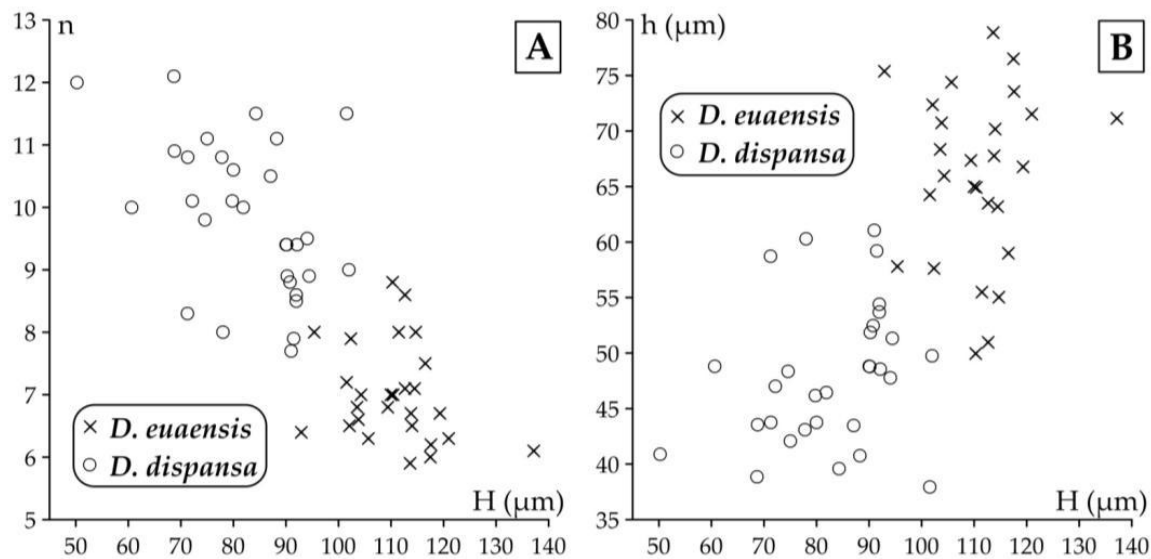 13
n
A
12
11
10
9
8
7
6
5
× D. euaensis
○ D. dispansa
H (μm)
50 60 70 80 90 100 110 120 130 140
80
h (μm)
B
75
70
65
60
55
50
45
40
35
× D. euaensis
○ D. dispansa
H (μm)
50 60 70 80 90 100 110 120 130 140